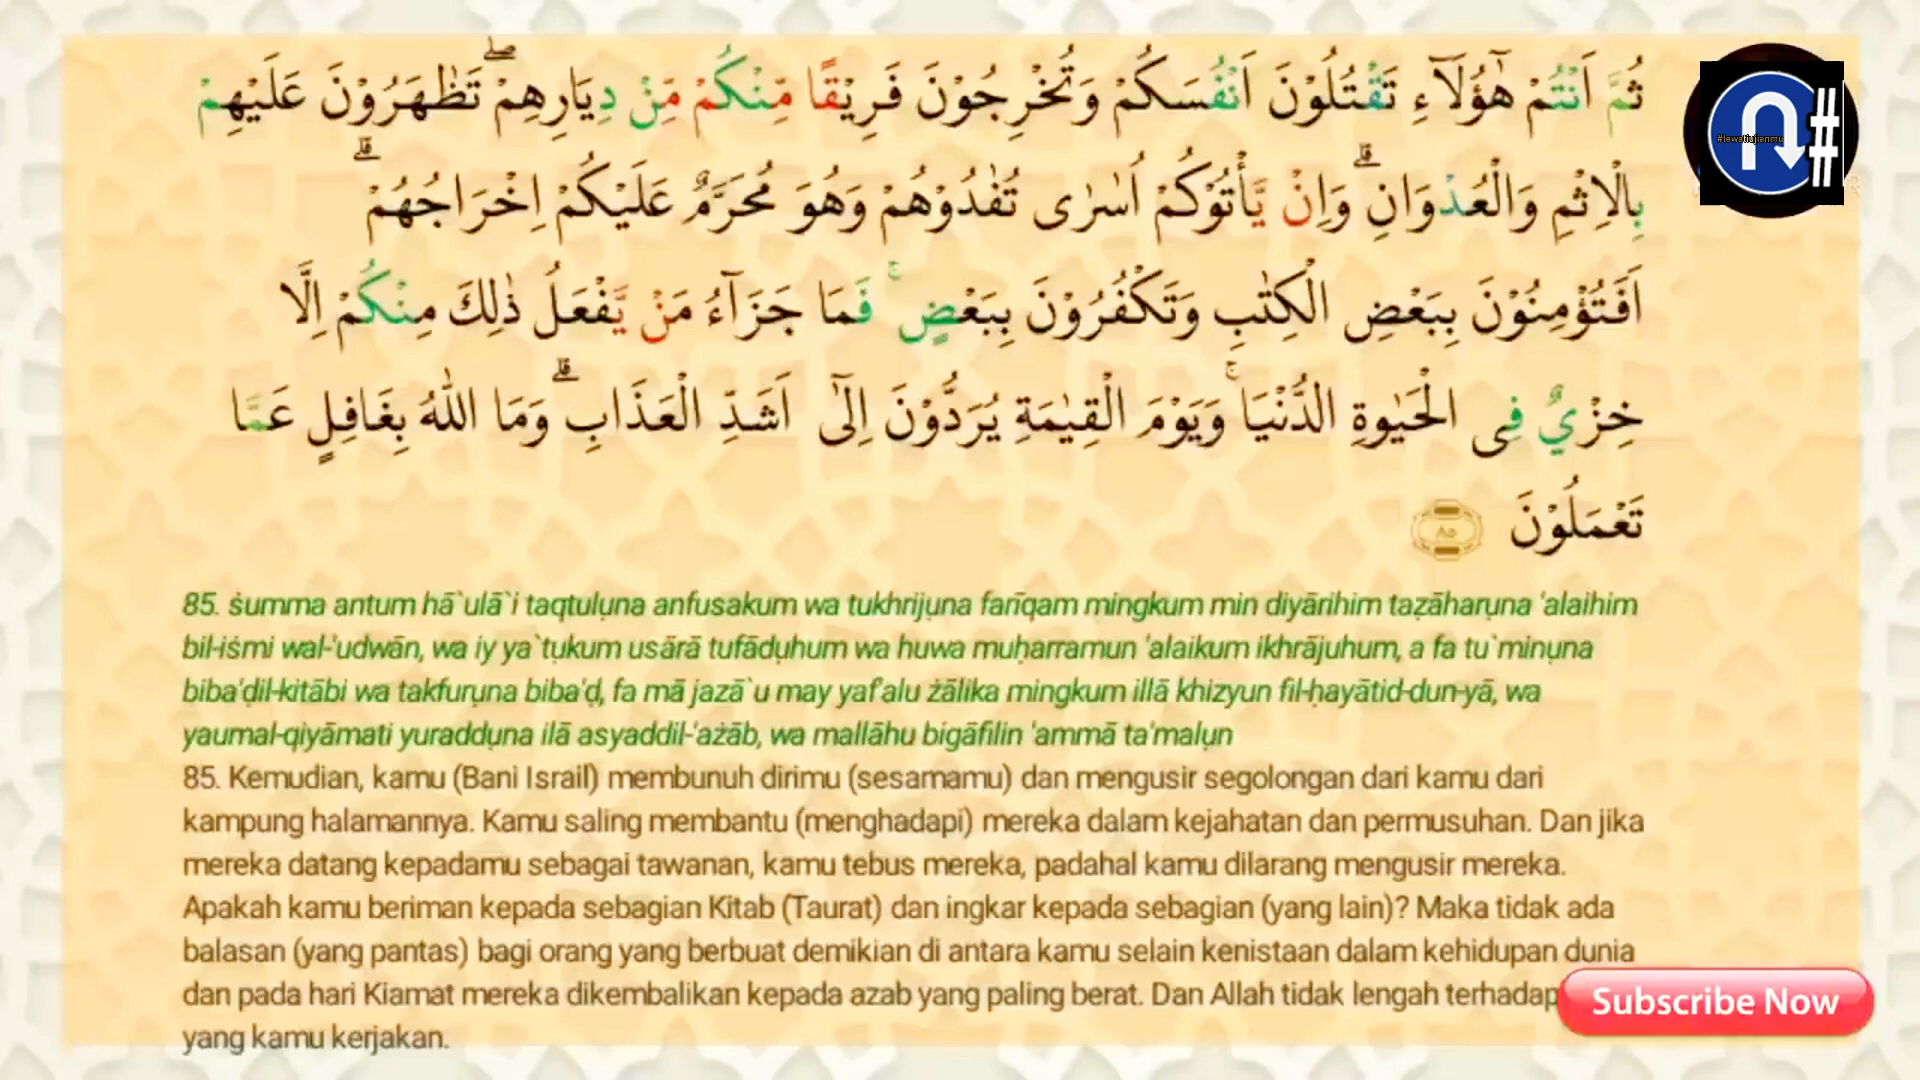 ثُمَّ اَنْتُمْ هٰٓؤُلَاۤءِ تَقْتُلُوْنَ اَنْفُسَكُمْ وَتُخْرِجُوْنَ فَرِيْقًا مِّنْكُمْ مِّنْ دِيَارِهِمْۖ تَظٰهَرُوْنَ عَلَيْهِمْ
#lewatiujianmu
#
بِالْاِثْمِ وَالْعُدْوَانِۗ وَاِنْ يَّأْتُوْكُمْ اُسٰرٰى تُفٰدُوْهُمْ وَهُوَ مُحَرَّمٌ عَلَيْكُمْ اِخْرَاجُهُمْۗ
اَفَتُؤْمِنُوْنَ بِبَعْضِ الْكِتٰبِ وَتَكْفُرُوْنَ بِبَعْضٍۚ فَمَا جَزَاۤءُ مَنْ يَّفْعَلُ ذٰلِكَ مِنْكُمْ اِلَّا
خِزْيٌ فِى الْحَيٰوةِ الدُّنْيَاۚ وَيَوْمَ الْقِيٰمَةِ يُرَدُّوْنَ اِلٰٓى اَشَدِّ الْعَذَابِۗ وَمَا اللّٰهُ بِغَافِلٍ عَمَّا
تَعْمَلُوْنَ ٨٥
85. ṡumma antum hā`ulā`i taqtulụna anfusakum wa tukhrijụna farīqam mingkum min diyārihim taẓāharụna 'alaihim
bil-iṡmi wal-'udwān, wa iy ya`tụkum usārā tufādụhum wa huwa muḥarramun 'alaikum ikhrājuhum, a fa tu`minụna
biba'ḍil-kitābi wa takfurụna biba'ḍ, fa mā jazā`u may yaf'alu żālika mingkum illā khizyun fil-ḥayātid-dun-yā, wa
yaumal-qiyāmati yuraddụna ilā asyaddil-'ażāb, wa mallāhu bigāfilin 'ammā ta'malụn
85. Kemudian, kamu (Bani Israil) membunuh dirimu (sesamamu) dan mengusir segolongan dari kamu dari
kampung halamannya. Kamu saling membantu (menghadapi) mereka dalam kejahatan dan permusuhan. Dan jika
mereka datang kepadamu sebagai tawanan, kamu tebus mereka, padahal kamu dilarang mengusir mereka.
Apakah kamu beriman kepada sebagian Kitab (Taurat) dan ingkar kepada sebagian (yang lain)? Maka tidak ada
balasan (yang pantas) bagi orang yang berbuat demikian di antara kamu selain kenistaan dalam kehidupan dunia
dan pada hari Kiamat mereka dikembalikan kepada azab yang paling berat. Dan Allah tidak lengah terhadap
Subscribe Now
yang kamu kerjakan.